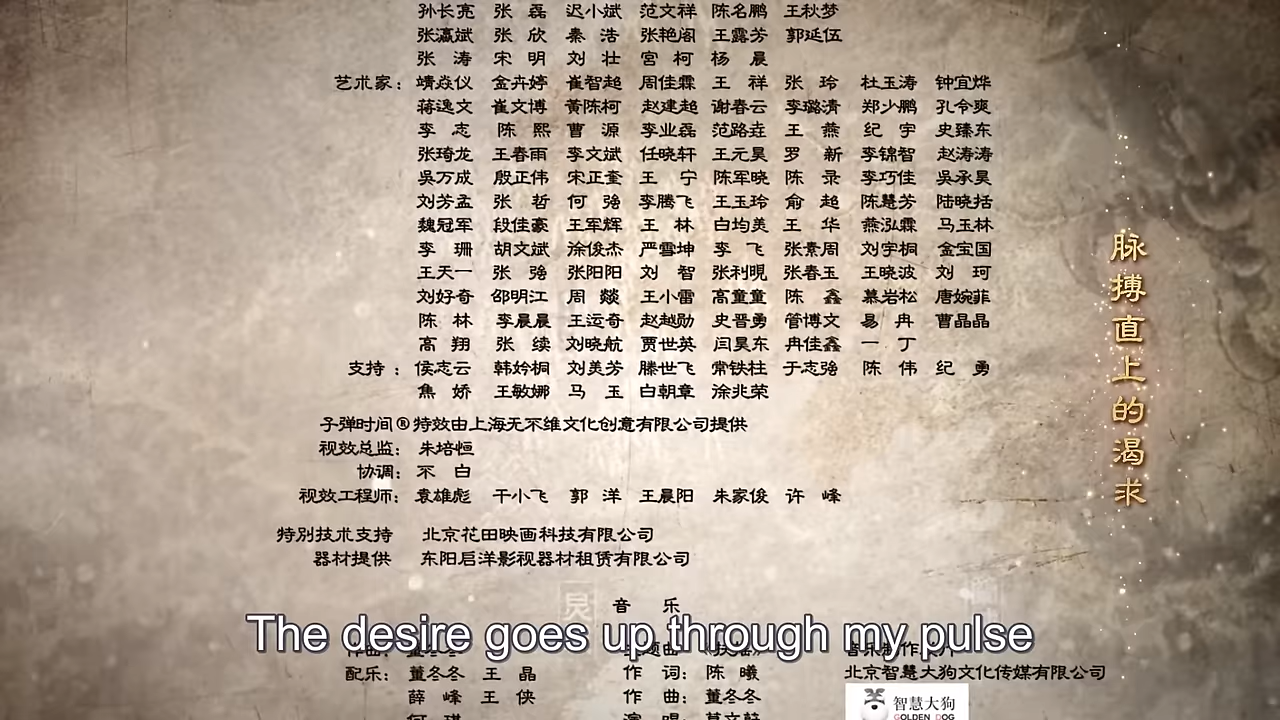 孙长亮 张 磊 迟小斌 范文祥 陈名鹏 王秋梦
张瀛斌 张 欣 秦 浩 张艳阁 王露芳 郭延伍
张 涛 宋 明 刘 壮 宫 柯 杨 晨
艺术家：靖焱仪 金卉婷 崔智超 周佳霖 王 祥 张 玲 杜玉涛 钟宜烨
蒋逸文 崔文博 黄陈柯 赵建超 谢春云 李璐清 郑少鹏 孔令爽
李 志 陈 熙 曹 源 李业磊 范路垚 王 燕 纪 宇 史臻东
张琦龙 王春雨 李文斌 任晓轩 王元昊 罗 新 李锦智 赵涛涛
吴万成 殷正伟 宋正奎 王 宁 陈军晓 陈 录 李巧佳 吴承昊
刘芳孟 张 哲 何 强 李腾飞 王玉玲 俞 超 陈慧芳 陆晓括
魏冠军 段佳豪 王军辉 王 林 白均美 王 华 燕泓霖 马玉林
李 珊 胡文斌 涂俊杰 严雪坤 李 飞 张景周 刘宇桐 金宝国
王天一 张 强 张阳阳 刘 智 张利明 张春玉 王晓波 刘 珂
刘好奇 邵明江 周 燚 王小雷 高童童 陈 鑫 慕岩松 唐婉菲
陈 林 李晨晨 王运奇 赵越勋 史晋勇 管博文 易 冉 曹晶晶
高 翔 张 续 刘晓航 贾世英 闫昊东 冉佳鑫 一 丁
支持：侯志云 韩妗桐 刘美芳 滕世飞 常铁柱 于志强 陈 伟 纪 勇
焦 娇 王敏娜 马 玉 白朝章 涂兆荣
子弹时间®特效由上海无不维文化创意有限公司提供
视效总监：朱培恒
协调：不 白
视效工程师：袁雄彪 干小飞 郭 洋 王晨阳 朱家俊 许 峰
特别技术支持 北京花田映画科技有限公司
器材提供 东阳启洋影视器材租赁有限公司
脉搏直上的渴求
音 乐
The desire goes up through my pulse
配乐：董冬冬 王 晶 作 词：陈 曦 北京智慧大狗文化传媒有限公司
薛 峰 王 侠 作 曲：董冬冬 智慧大狗
GOLDEN DOG